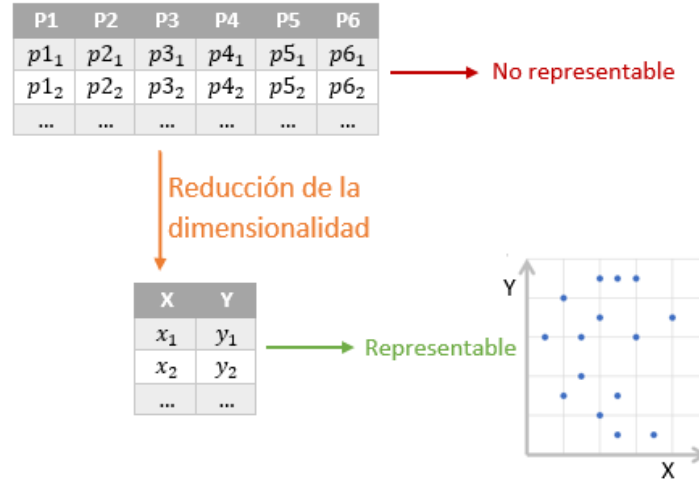 P1 P2 P3 P4 P5 P6
p1₁ p2₁ p3₁ p4₁ p5₁ p6₁
p1₂ p2₂ p3₂ p4₂ p5₂ p6₂
... ... ... ... ... ...
No representable
Reducción de la
dimensionalidad
X Y
x₁ y₁
x₂ y₂
... ...
Representable
Y
X